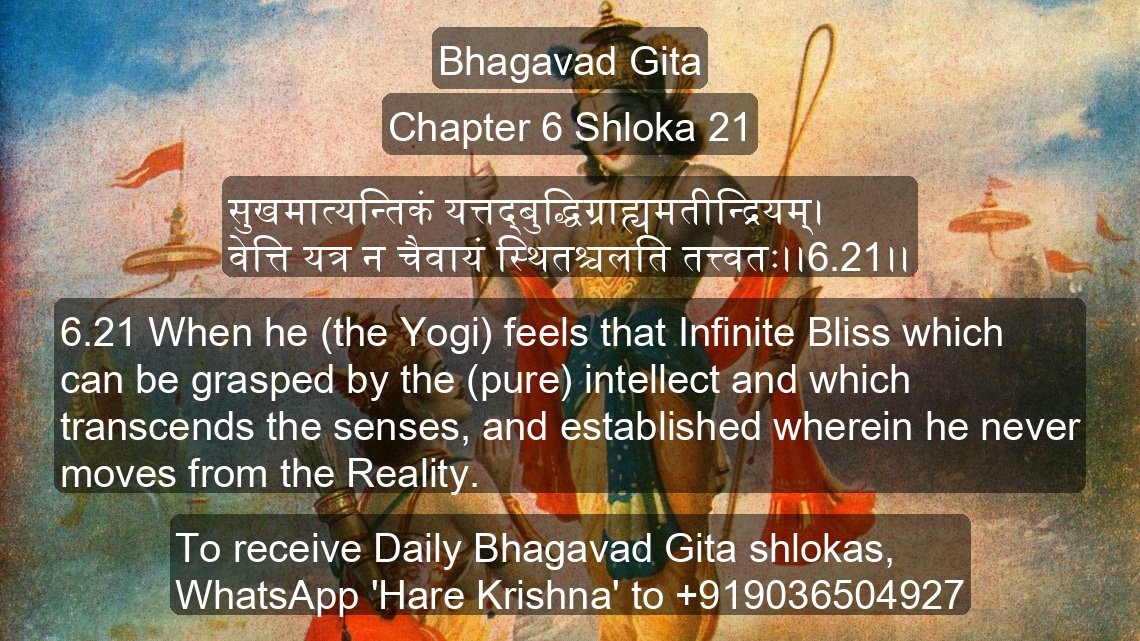 Bhagavad Gita
Chapter 6 Shloka 21
सुखमात्यन्तिकं यत्तद्बुद्धिग्राह्यमतीन्द्रियम्।
वेत्ति यत्र न चैवायं स्थितश्चलति तत्त्वतः।।6.21।।
6.21 When he (the Yogi) feels that Infinite Bliss which
can be grasped by the (pure) intellect and which
transcends the senses, and established wherein he never
moves from the Reality.
To receive Daily Bhagavad Gita shlokas,
WhatsApp 'Hare Krishna' to +919036504927